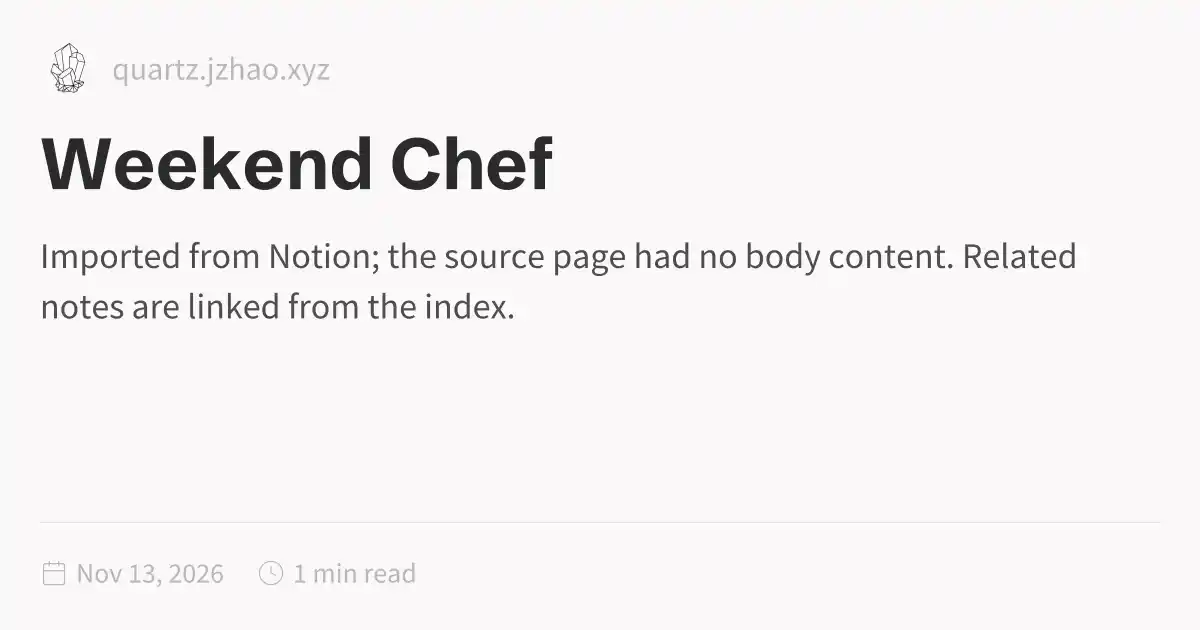 quartz.jzhao.xyz
Weekend Chef
Imported from Notion; the source page had no body content. Related
notes are linked from the index.
Nov 13, 2026
1 min read